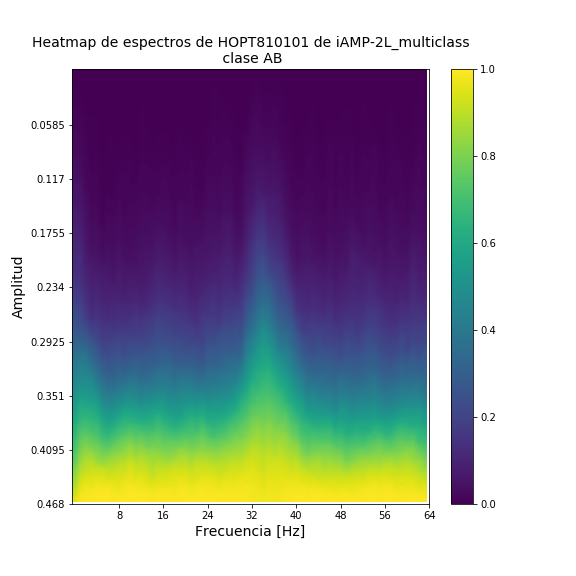 Heatmap de espectros de HOPT810101 de iAMP-2L_multiclass
clase AB
Amplitud
0.0585
0.117
0.1755
0.234
0.2925
0.351
0.4095
0.468
8 16 24 32 40 48 56 64
Frecuencia [Hz]
1.0
0.8
0.6
0.4
0.2
0.0